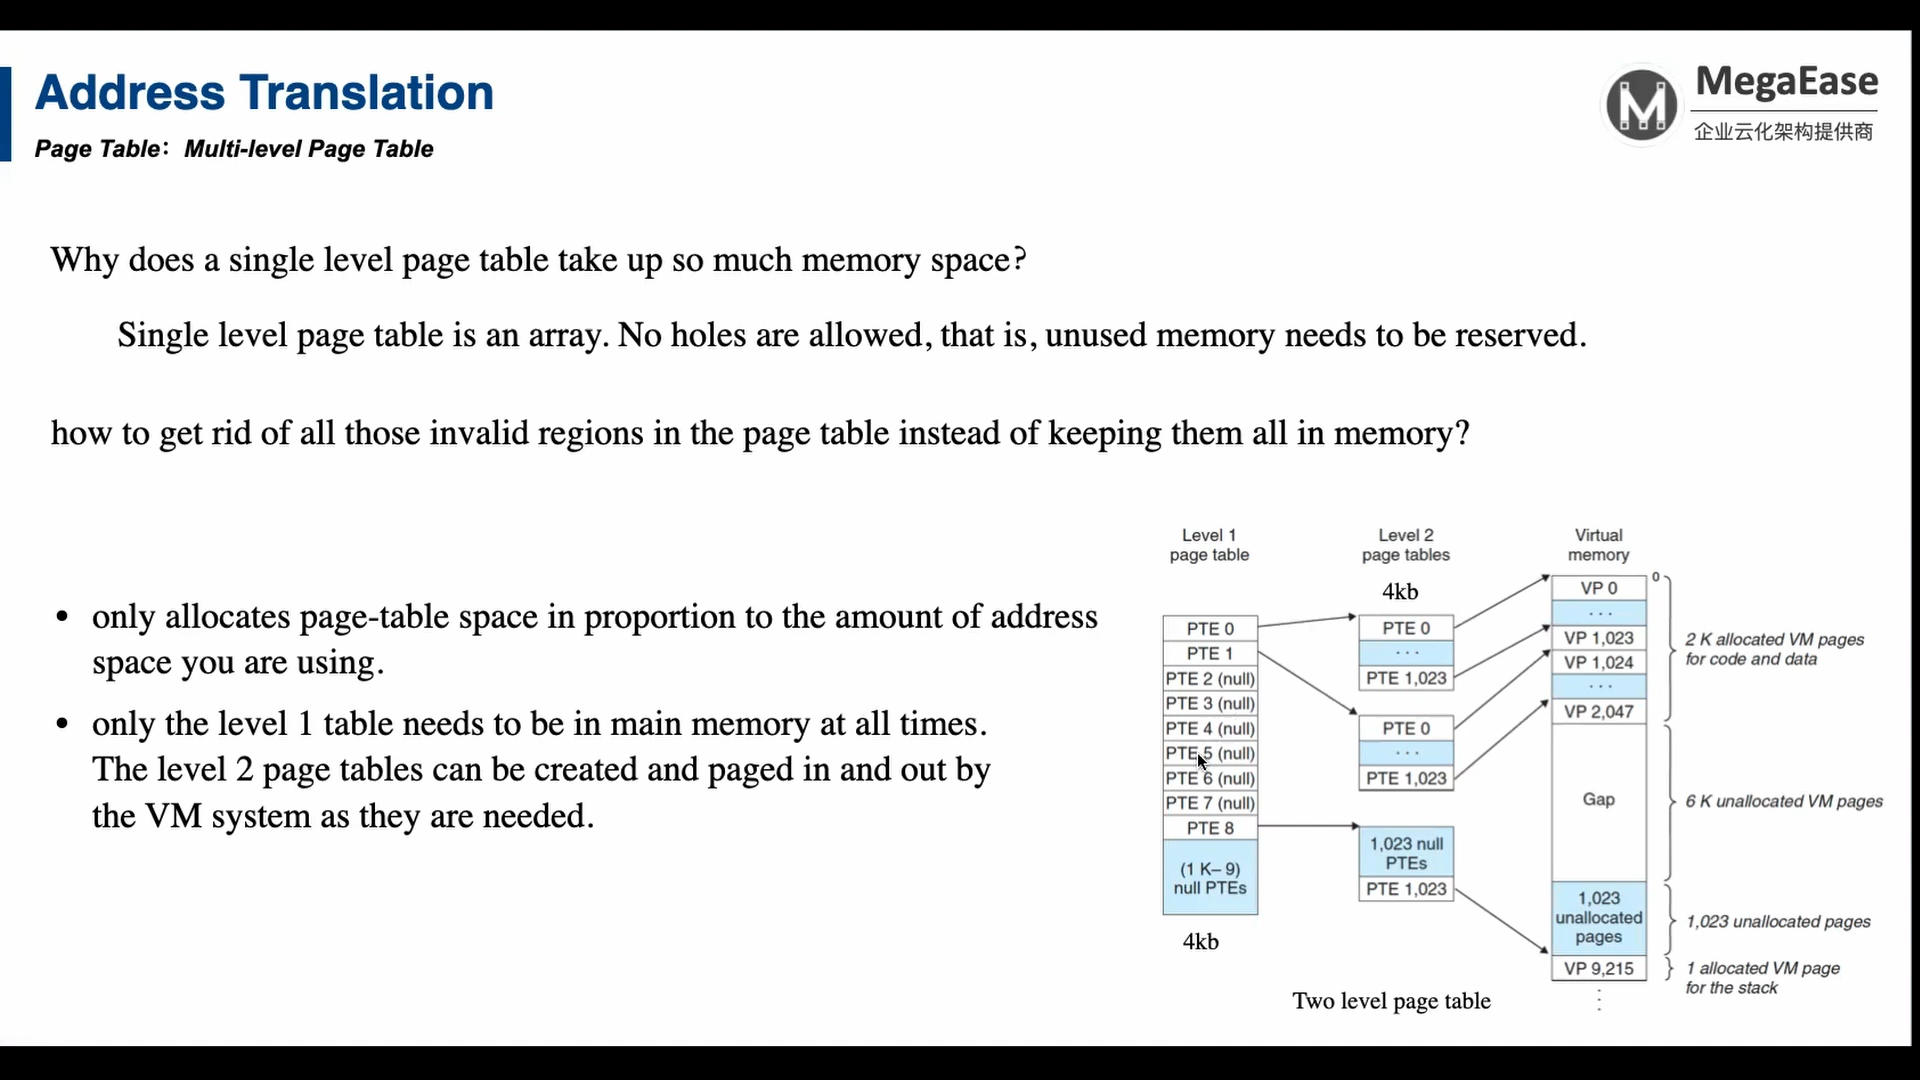 Address Translation
Page Table：Multi-level Page Table
MegaEase
企业云化架构提供商
Why does a single level page table take up so much memory space?
Single level page table is an array. No holes are allowed, that is, unused memory needs to be reserved.
how to get rid of all those invalid regions in the page table instead of keeping them all in memory?
• only allocates page-table space in proportion to the amount of address
space you are using.
• only the level 1 table needs to be in main memory at all times.
The level 2 page tables can be created and paged in and out by
the VM system as they are needed.
Level 1
page table
PTE 0
PTE 1
PTE 2 (null)
PTE 3 (null)
PTE 4 (null)
PTE 5 (null)
PTE 6 (null)
PTE 7 (null)
PTE 8
(1 K– 9)
null PTEs
4kb
Level 2
page tables
4kb
PTE 0
. . .
PTE 1,023
PTE 0
. . .
PTE 1,023
1,023 null
PTEs
PTE 1,023
Virtual
memory
0
VP 0
. . .
VP 1,023
VP 1,024
. . .
VP 2,047
Gap
1,023
unallocated
pages
VP 9,215
2 K allocated VM pages
for code and data
6 K unallocated VM pages
1,023 unallocated pages
1 allocated VM page
for the stack
Two level page table